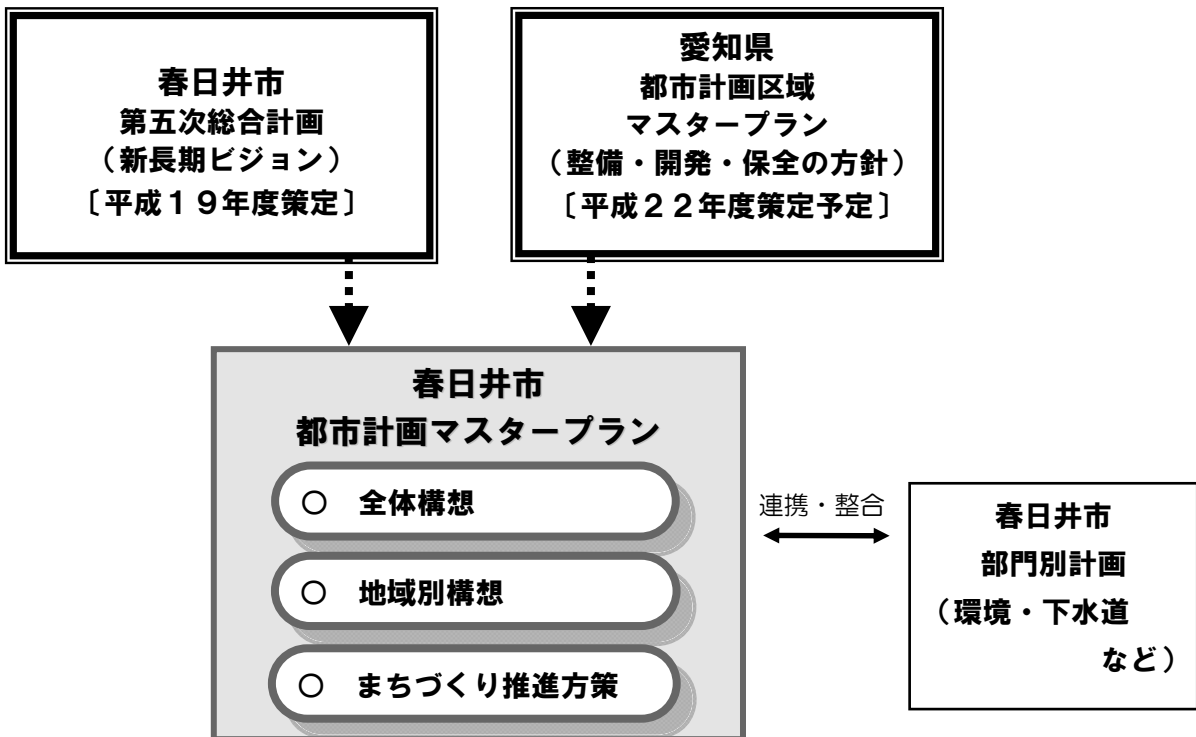 春日井市
第五次総合計画
（新長期ビジョン）
〔平成１９年度策定〕
愛知県
都市計画区域
マスタープラン
（整備・開発・保全の方針）
〔平成２２年度策定予定〕
春日井市
都市計画マスタープラン
○　全体構想
○　地域別構想
○　まちづくり推進方策
連携・整合
春日井市
部門別計画
（環境・下水道
など）